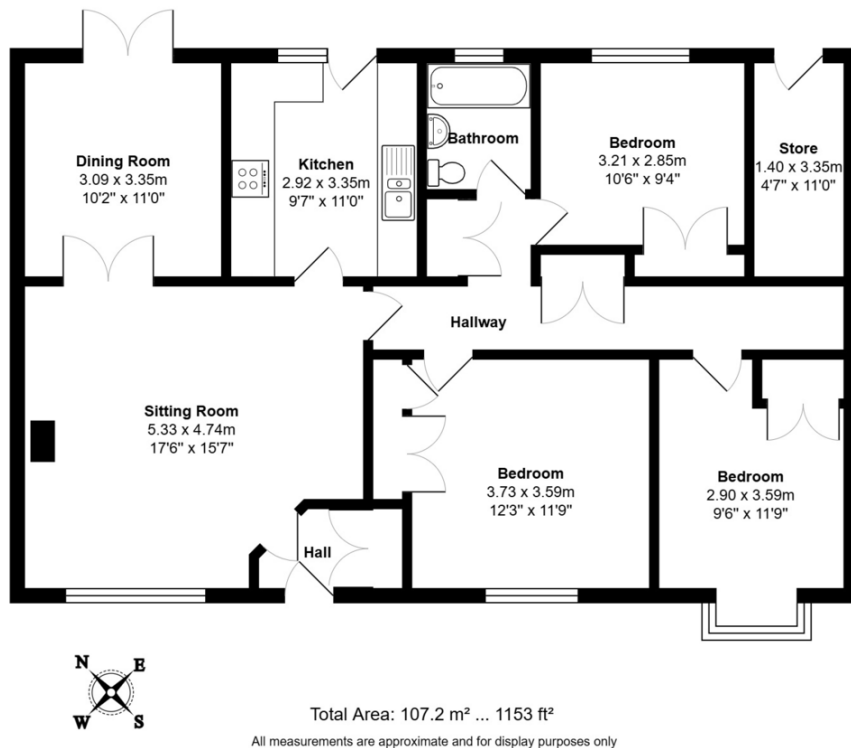 Dining Room
3.09 x 3.35m
10'2" x 11'0"
Kitchen
2.92 x 3.35m
9'7" x 11'0"
Bathroom
Bedroom
3.21 x 2.85m
10'6" x 9'4"
Store
1.40 x 3.35m
4'7" x 11'0"
Hallway
Sitting Room
5.33 x 4.74m
17'6" x 15'7"
Bedroom
3.73 x 3.59m
12'3" x 11'9"
Bedroom
2.90 x 3.59m
9'6" x 11'9"
Hall
N E
W S
Total Area: 107.2 m² ... 1153 ft²
All measurements are approximate and for display purposes only